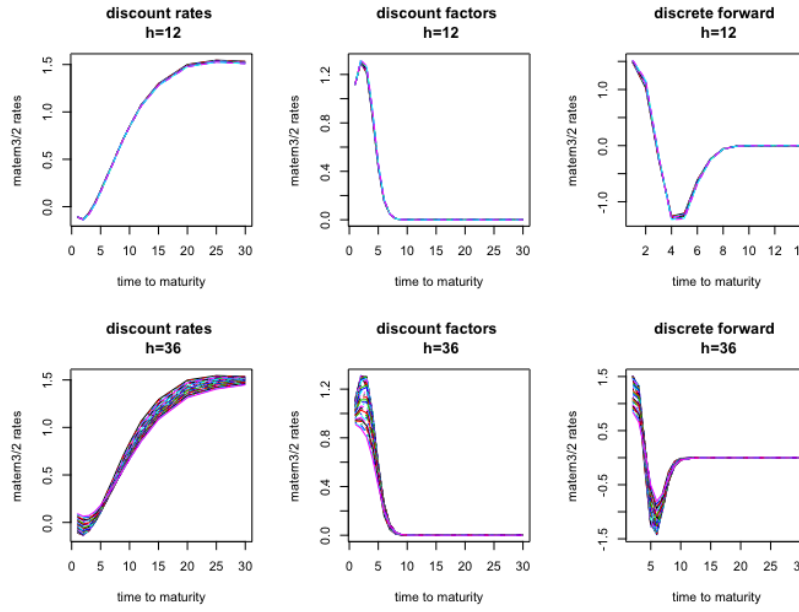 discount rates
h=12
matern3/2 rates
0.0 0.5 1.0 1.5
0 5 10 15 20 25 30
time to maturity
discount factors
h=12
matern3/2 rates
0.0 0.4 0.8 1.2
0 5 10 15 20 25 30
time to maturity
discrete forward
h=12
matern3/2 rates
-1.0 0.0 1.0
2 4 6 8 10 12
time to maturity
discount rates
h=36
matern3/2 rates
0.0 0.5 1.0 1.5
0 5 10 15 20 25 30
time to maturity
discount factors
h=36
matern3/2 rates
0.0 0.4 0.8 1.2
0 5 10 15 20 25 30
time to maturity
discrete forward
h=36
matern3/2 rates
-1.5 -0.5 0.5 1.5
5 10 15 20 25
time to maturity